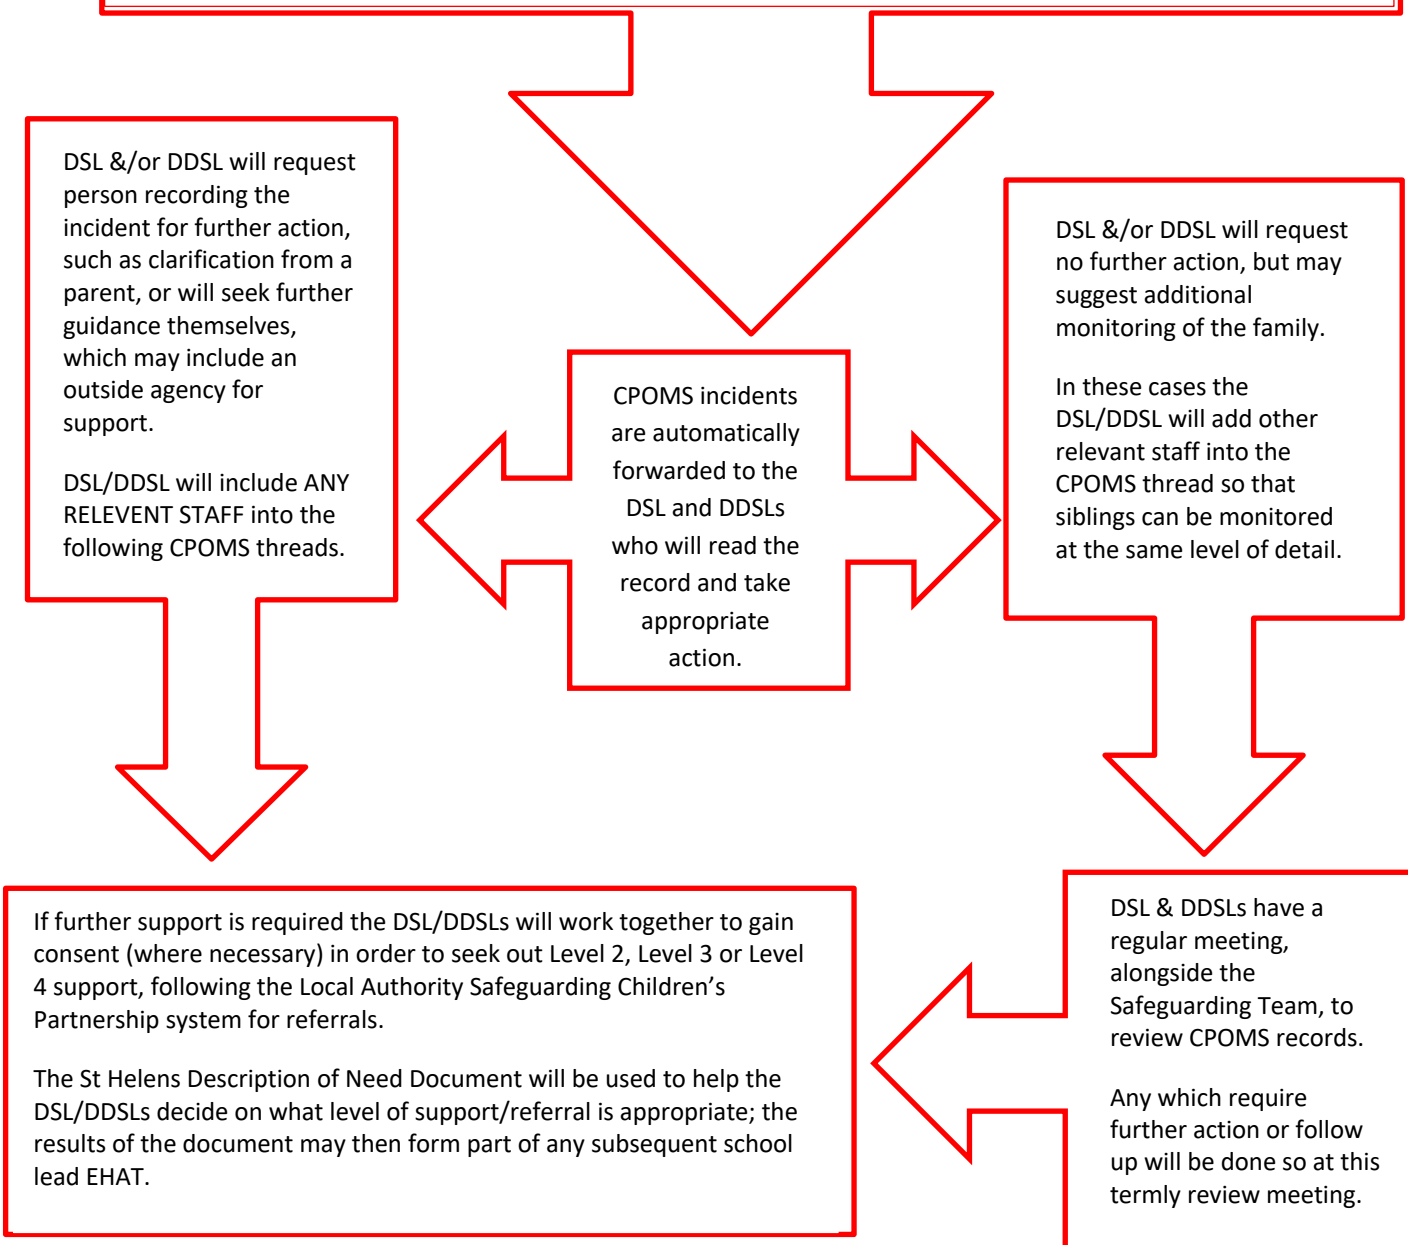 DSL &/or DDSL will request
person recording the
incident for further action,
such as clarification from a
parent, or will seek further
guidance themselves,
which may include an
outside agency for
support.
DSL/DDSL will include ANY
RELEVENT STAFF into the
following CPOMS threads.
CPOMS incidents
are automatically
forwarded to the
DSL and DDSLs
who will read the
record and take
appropriate
action.
DSL &/or DDSL will request
no further action, but may
suggest additional
monitoring of the family.
In these cases the
DSL/DDSL will add other
relevant staff into the
CPOMS thread so that
siblings can be monitored
at the same level of detail.
If further support is required the DSL/DDSLs will work together to gain
consent (where necessary) in order to seek out Level 2, Level 3 or Level
4 support, following the Local Authority Safeguarding Children’s
Partnership system for referrals.
The St Helens Description of Need Document will be used to help the
DSL/DDSLs decide on what level of support/referral is appropriate; the
results of the document may then form part of any subsequent school
lead EHAT.
DSL & DDSLs have a
regular meeting,
alongside the
Safeguarding Team, to
review CPOMS records.
Any which require
further action or follow
up will be done so at this
termly review meeting.